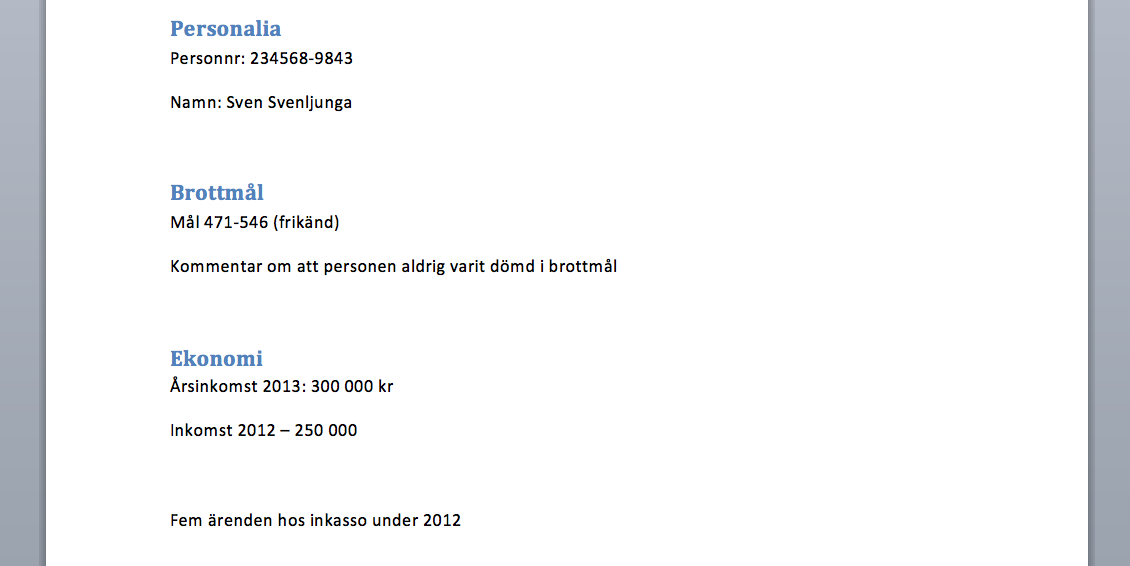 Personalia
Personnr: 234568-9843
Namn: Sven Svenljunga
Brottmål
Mål 471-546 (frikänd)
Kommentar om att personen aldrig varit dömd i brottmål
Ekonomi
Årsinkomst 2013: 300 000 kr
Inkomst 2012 – 250 000
Fem ärenden hos inkasso under 2012